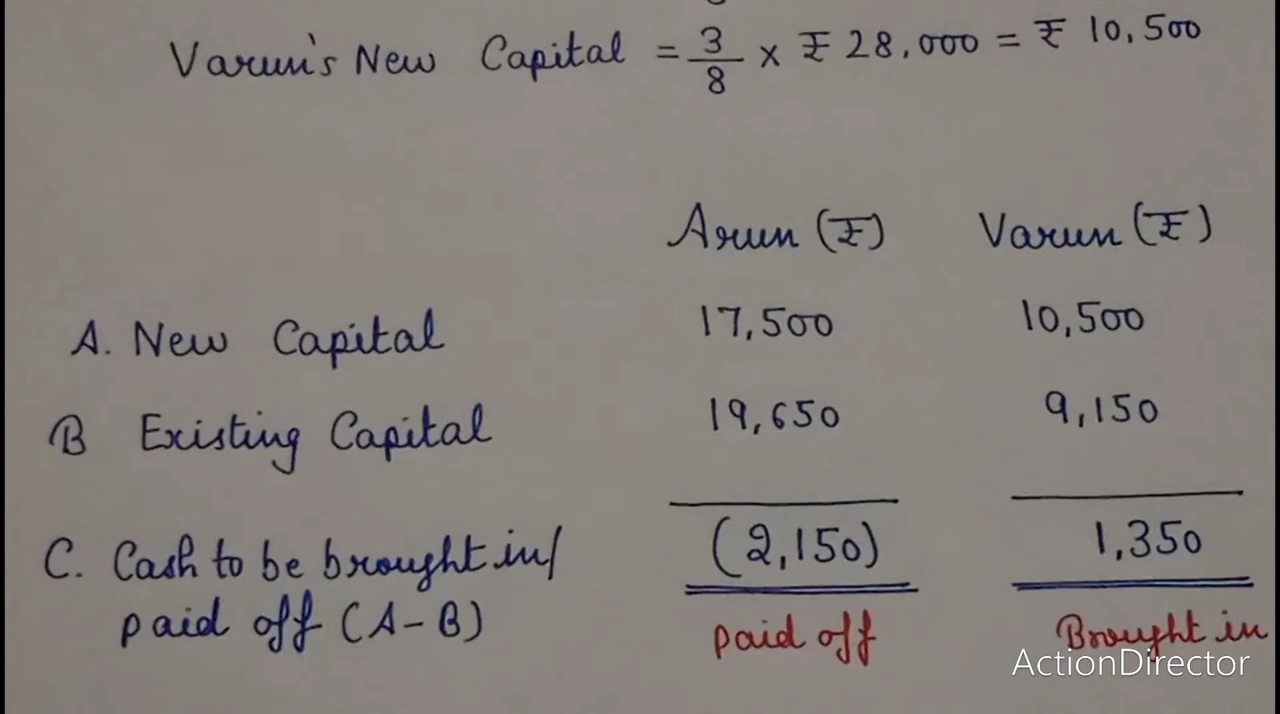 Varun's New Capital = 3/8 × ₹ 28,000 = ₹ 10,500
Arun (₹) Varun (₹)
A. New Capital 17,500 10,500
B Existing Capital 19,650 9,150
C. Cash to be brought in/ (2,150) 1,350
paid off (A-B) paid off Brought in
ActionDirector